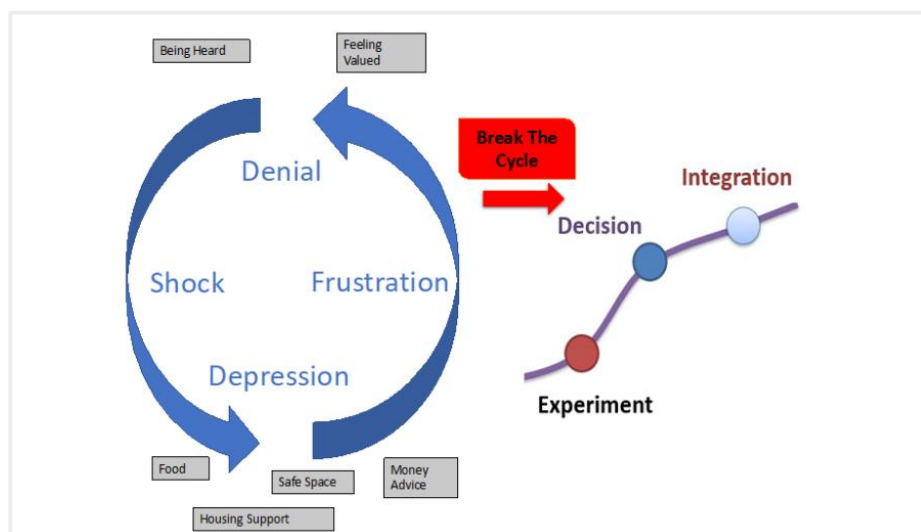 Being Heard
Feeling
Valued
Break The
Cycle
Denial
Integration
Decision
Shock
Frustration
Depression
Experiment
Food
Safe Space
Money
Advice
Housing Support